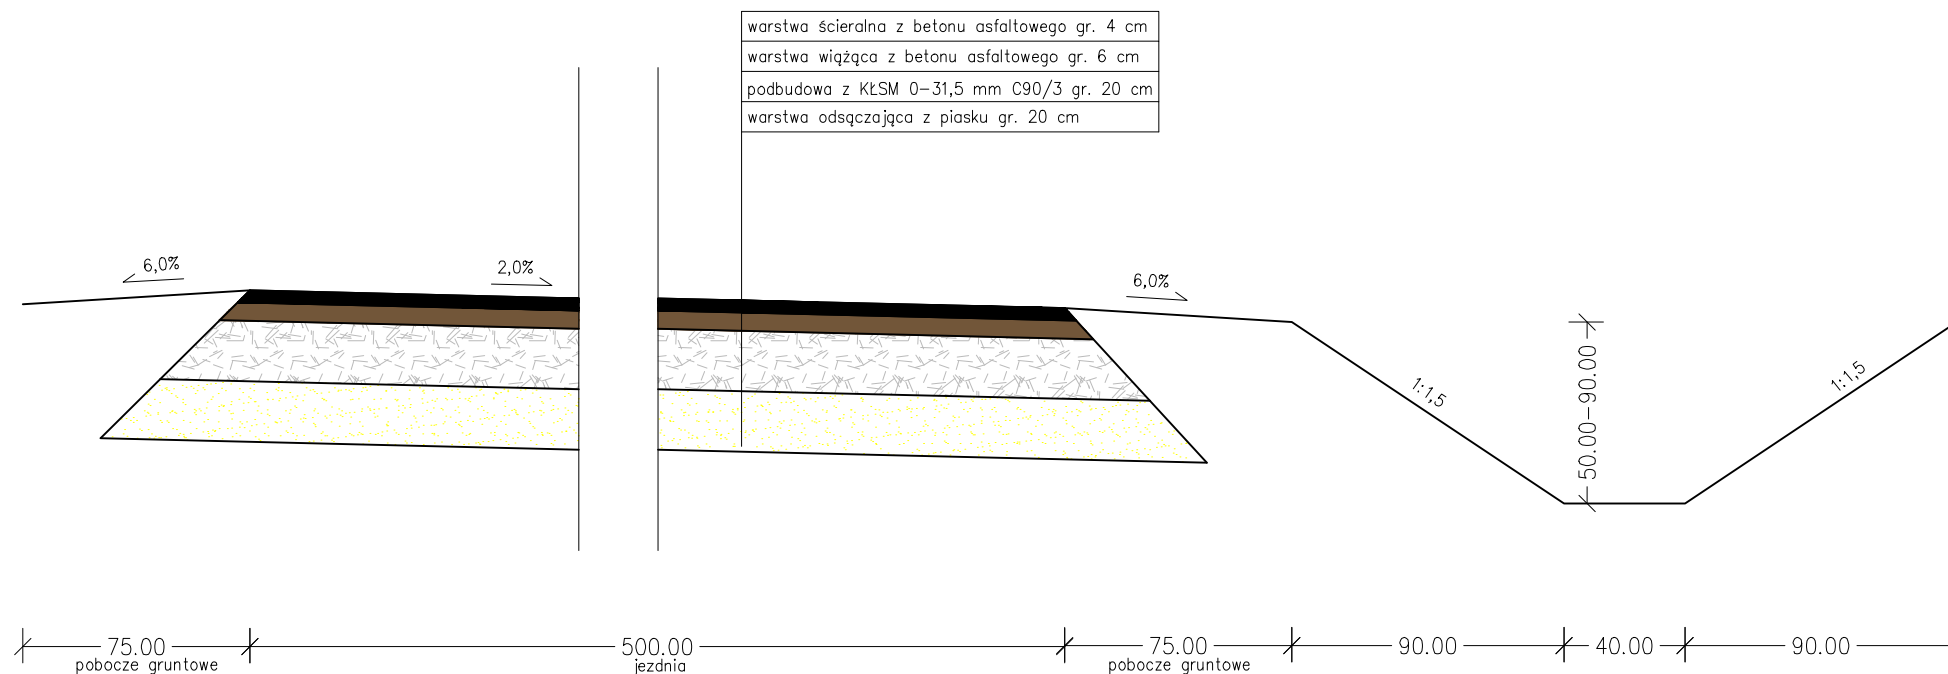 warstwa ścieralna z betonu asfaltowego gr. 4 cm
warstwa wiążąca z betonu asfaltowego gr. 6 cm
podbudowa z KŁSM 0-31,5 mm C90/3 gr. 20 cm
warstwa odsączająca z piasku gr. 20 cm
6,0%
2,0%
6,0%
1:1,5
50.00-90.00
1:1,5
75.00
pobocze gruntowe
500.00
jezdnia
75.00
pobocze gruntowe
90.00
40.00
90.00